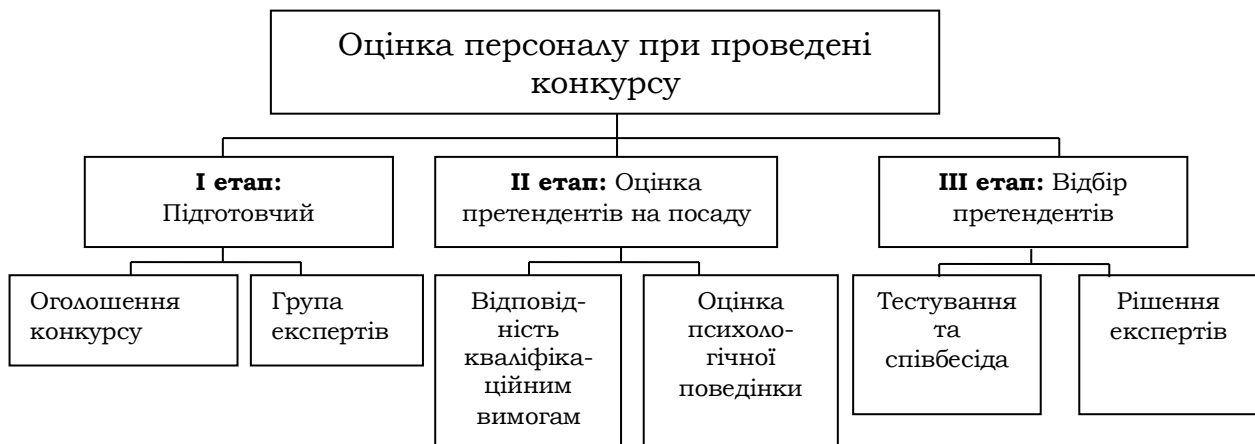 Оцінка персоналу при проведені
конкурсу
I етап:
Підготовчий
II етап: Оцінка
претендентів на посаду
III етап: Відбір
претендентів
Оголошення
конкурсу
Група
експертів
Відповід-
ність
кваліфіка-
ційним
вимогам
Оцінка
психоло-
гічної
поведінки
Тестування
та
співбесіда
Рішення
експертів